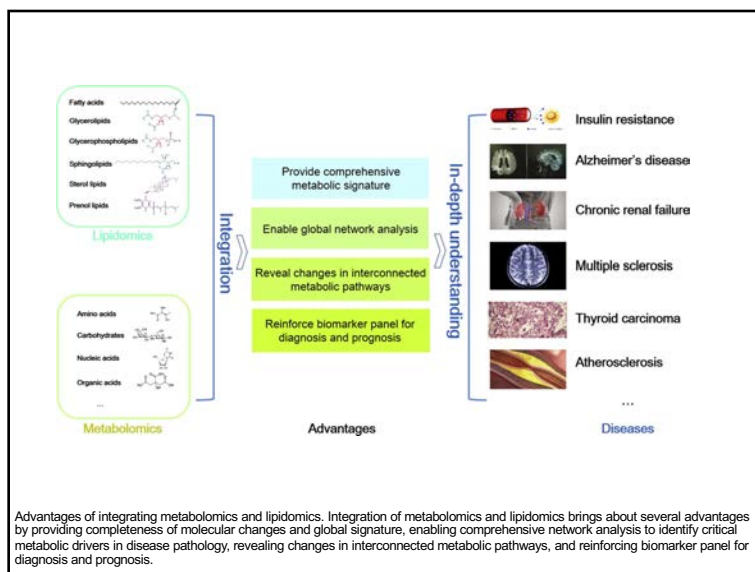 Fatty acids
Glycerolipids
Glycerophospholipids
Sphingolipids
Sterol lipids
Prenol lipids
Lipidomics
Amino acids
Carbohydrates
Nucleic acids
Organic acids
...
Metabolomics
Integration
Provide comprehensive
metabolic signature
Enable global network analysis
Reveal changes in interconnected
metabolic pathways
Reinforce biomarker panel for
diagnosis and prognosis
Advantages
In-depth understanding
Insulin resistance
Alzheimer's disease
Chronic renal failure
Multiple sclerosis
Thyroid carcinoma
Atherosclerosis
...
Diseases
Advantages of integrating metabolomics and lipidomics. Integration of metabolomics and lipidomics brings about several advantages
by providing completeness of molecular changes and global signature, enabling comprehensive network analysis to identify critical
metabolic drivers in disease pathology, revealing changes in interconnected metabolic pathways, and reinforcing biomarker panel for
diagnosis and prognosis.